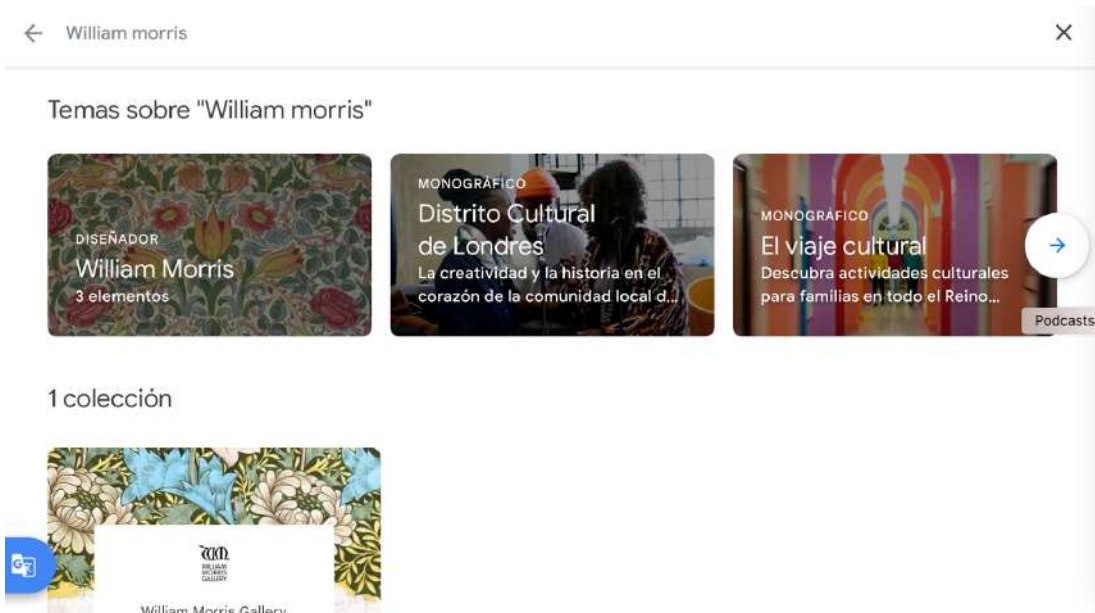 William morris
Temas sobre "William morris"
DISEÑADOR
William Morris
3 elementos
MONOGRÁFICO
Distrito Cultural
de Londres
La creatividad y la historia en el
corazón de la comunidad local d...
MONOGRÁFICO
El viaje cultural
Descubra actividades culturales
para familias en todo el Reino...
Podcasts
1 colección
WM
WILLIAM
MORRIS
GALLERY
William Morris Gallery